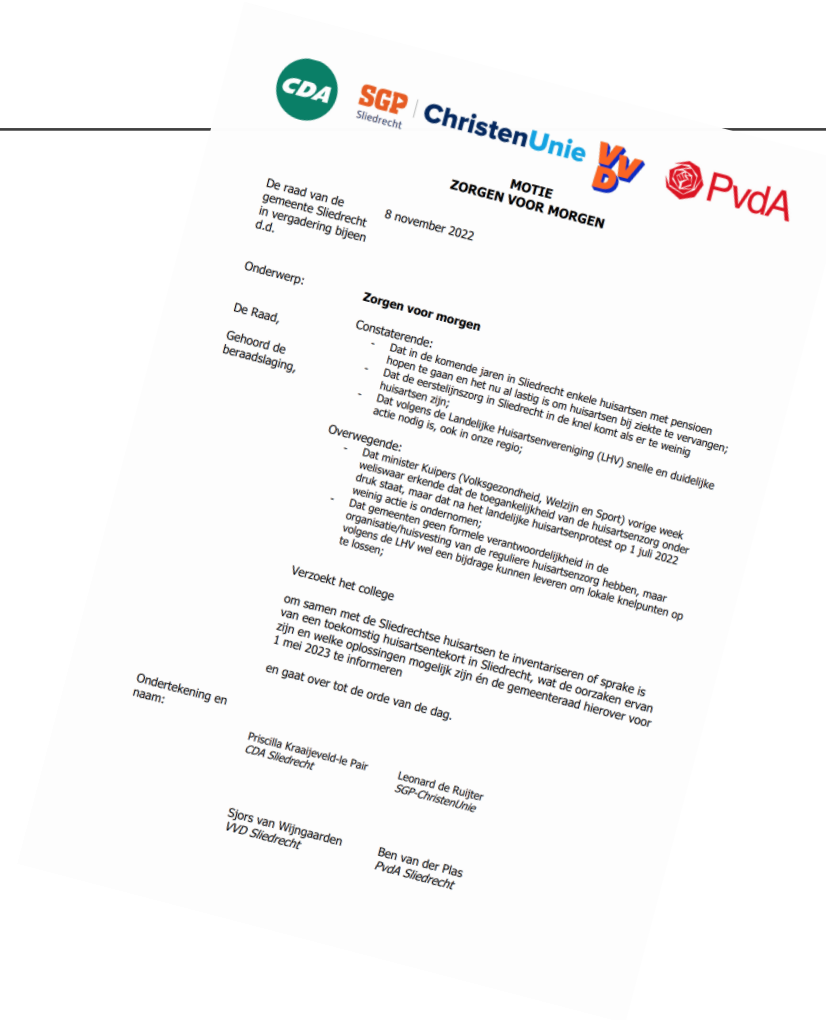 CDA
SGP
Sliedrecht
ChristenUnie
VVD
PvdA
MOTIE
ZORGEN VOOR MORGEN
De raad van de
gemeente Sliedrecht
in vergadering bijeen
d.d.
8 november 2022
Onderwerp:
Zorgen voor morgen
De Raad,
Gehoord de
beraadslaging,
Constaterende:
- Dat in de komende jaren in Sliedrecht enkele huisartsen met pensioen
hopen te gaan en het nu al lastig is om huisartsen bij ziekte te vervangen;
- Dat de eerstelijnszorg in Sliedrecht in de knel komt als er te weinig
huisartsen zijn;
- Dat volgens de Landelijke Huisartsenvereniging (LHV) snelle en duidelijke
actie nodig is, ook in onze regio;
Overwegende:
- Dat minister Kuipers (Volksgezondheid, Welzijn en Sport) vorige week
weliswaar erkende dat de toegankelijkheid van de huisartsenzorg onder
druk staat, maar dat na het landelijke huisartsenprotest op 1 juli 2022
weinig actie is ondernomen;
- Dat gemeenten geen formele verantwoordelijkheid in de
organisatie/huisvesting van de reguliere huisartsenzorg hebben, maar
volgens de LHV wel een bijdrage kunnen leveren om lokale knelpunten op
te lossen;
Verzoekt het college
om samen met de Sliedrechtse huisartsen te inventariseren of sprake is
van een toekomstig huisartsentekort in Sliedrecht, wat de oorzaken ervan
zijn en welke oplossingen mogelijk zijn én de gemeenteraad hierover voor
1 mei 2023 te informeren
en gaat over tot de orde van de dag.
Ondertekening en
naam:
Priscilla Kraaijeveld-le Pair
CDA Sliedrecht
Leonard de Ruijter
SGP-ChristenUnie
Sjors van Wijngaarden
VVD Sliedrecht
Ben van der Plas
PvdA Sliedrecht